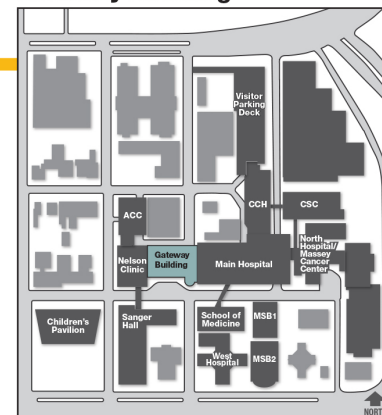 Visitor
Parking
Deck
ACC
CCH
CSC
Nelson
Clinic
Gateway
Building
Main Hospital
North
Hospital/
Massey
Cancer
Center
Children's
Pavilion
Sanger
Hall
School of
Medicine
MSB1
West
Hospital
MSB2
NORT